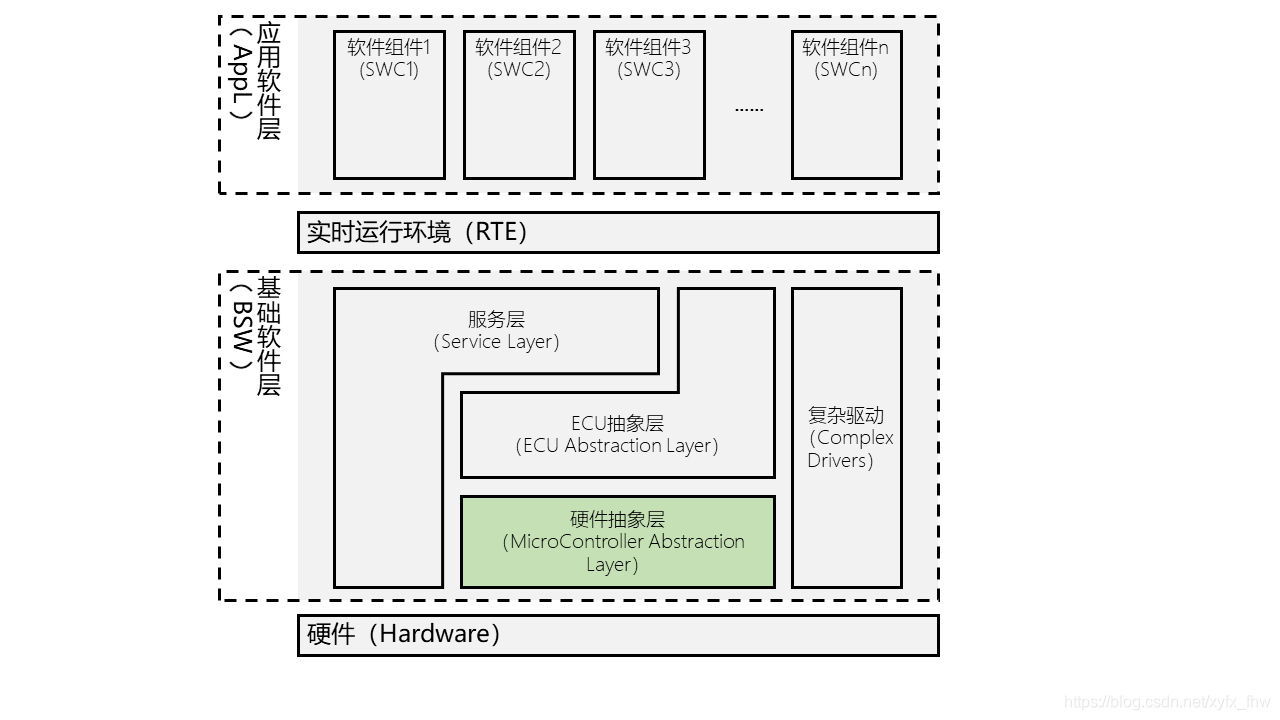 应用软件层
（AppL）
软件组件1
(SWC1)
软件组件2
(SWC2)
软件组件3
(SWC3)
......
软件组件n
(SWCn)
实时运行环境（RTE）
基础软件层
（BSW）
服务层
（Service Layer）
ECU抽象层
（ECU Abstraction Layer）
复杂驱动
（Complex
Drivers）
硬件抽象层
（MicroController Abstraction
Layer）
硬件（Hardware）
https://blog.csdn.net/xyfx_fhw